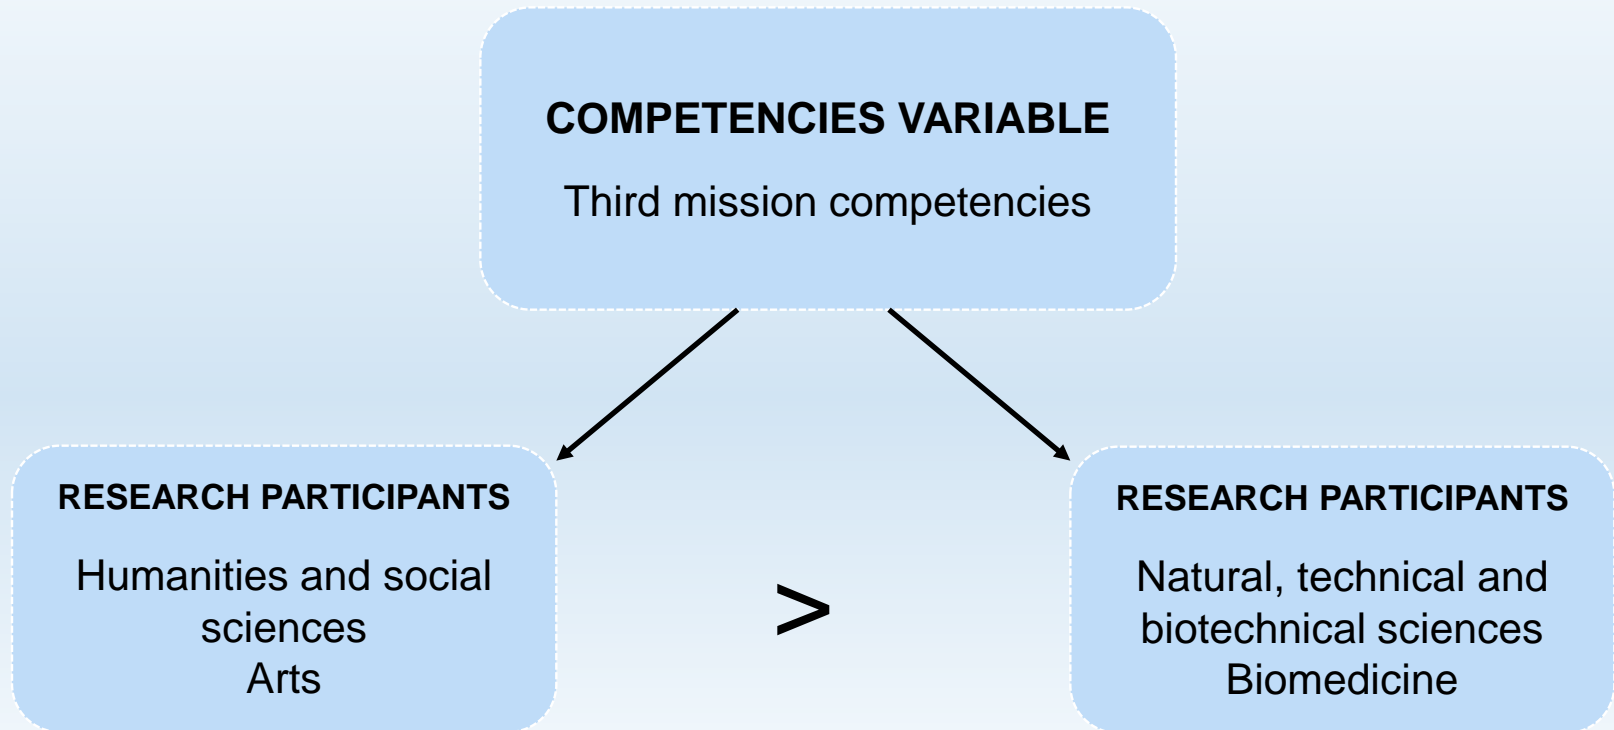 COMPETENCIES VARIABLE
Third mission competencies
RESEARCH PARTICIPANTS
Humanities and social
sciences
Arts
>
RESEARCH PARTICIPANTS
Natural, technical and
biotechnical sciences
Biomedicine